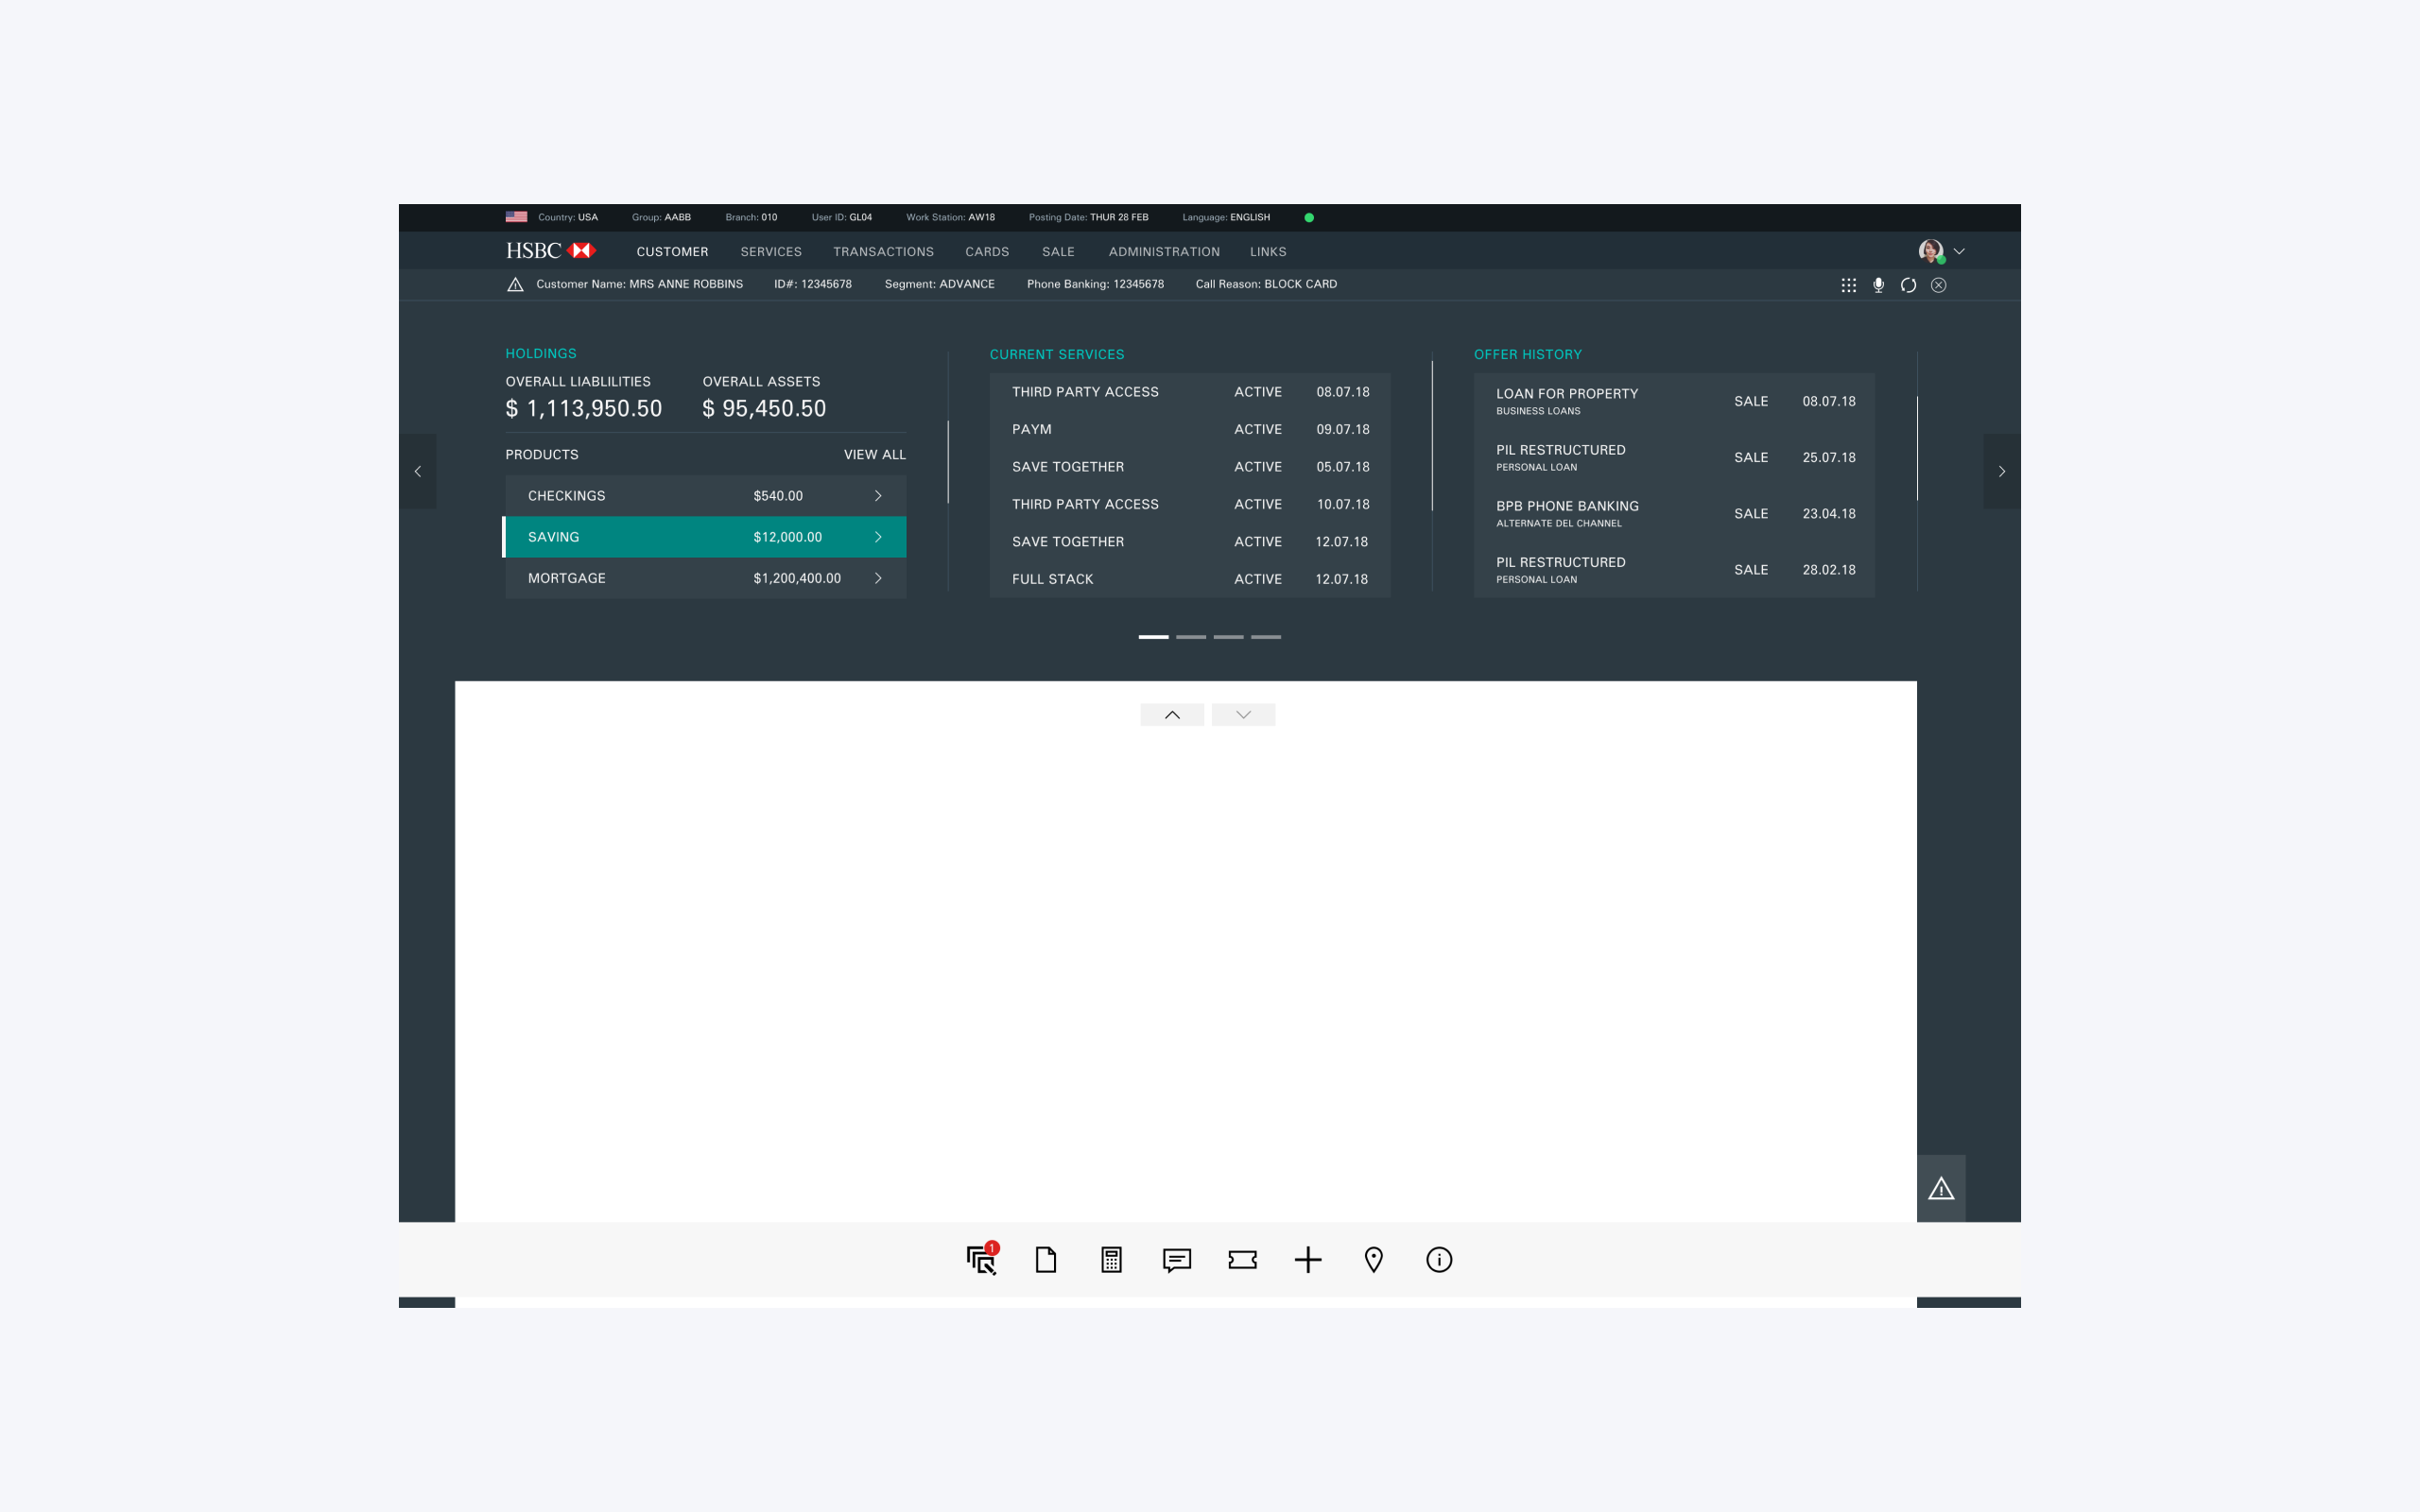 Country: USA Group: AABB Branch: 010 User ID: GL04 Work Station: AW18 Posting Date: THUR 28 FEB Language: ENGLISH
HSBC CUSTOMER SERVICES TRANSACTIONS CARDS SALE ADMINISTRATION LINKS
Customer Name: MRS ANNE ROBBINS ID#: 12345678 Segment: ADVANCE Phone Banking: 12345678 Call Reason: BLOCK CARD
HOLDINGS
OVERALL LIABLILITIES OVERALL ASSETS
$ 1,113,950.50 $ 95,450.50
PRODUCTS VIEW ALL
CHECKINGS $540.00
SAVING $12,000.00
MORTGAGE $1,200,400.00
CURRENT SERVICES
THIRD PARTY ACCESS ACTIVE 08.07.18
PAYM ACTIVE 09.07.18
SAVE TOGETHER ACTIVE 05.07.18
THIRD PARTY ACCESS ACTIVE 10.07.18
SAVE TOGETHER ACTIVE 12.07.18
FULL STACK ACTIVE 12.07.18
OFFER HISTORY
LOAN FOR PROPERTY SALE 08.07.18
BUSINESS LOANS
PIL RESTRUCTURED SALE 25.07.18
PERSONAL LOAN
BPB PHONE BANKING SALE 23.04.18
ALTERNATE DEL CHANNEL
PIL RESTRUCTURED SALE 28.02.18
PERSONAL LOAN
1